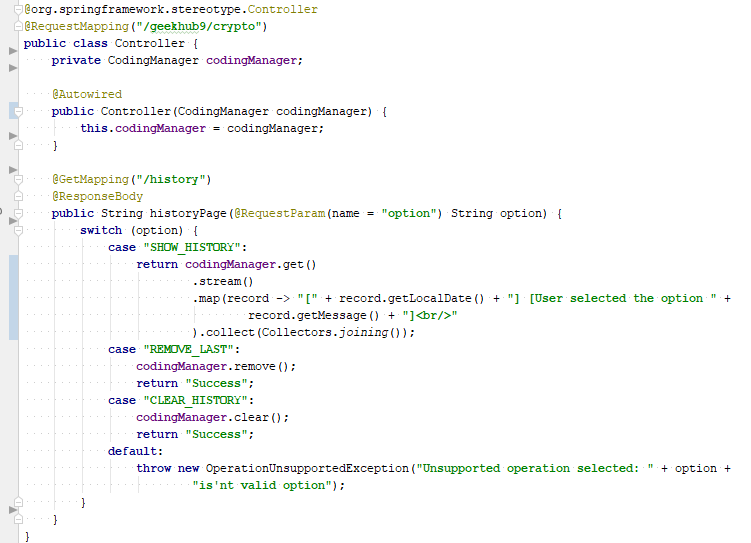 @org.springframework.stereotype.Controller
@RequestMapping("/geekhub9/crypto")
public class Controller {
    private CodingManager codingManager;

    @Autowired
    public Controller(CodingManager codingManager) {
        this.codingManager = codingManager;
    }

    @GetMapping("/history")
    @ResponseBody
    public String historyPage(@RequestParam(name = "option") String option) {
        switch (option) {
            case "SHOW_HISTORY":
                return codingManager.get()
                        .stream()
                        .map(record -> "[" + record.getLocalDate() + "] [User selected the option " +
                                record.getMessage() + "]<br/>"
                        ).collect(Collectors.joining());
            case "REMOVE_LAST":
                codingManager.remove();
                return "Success";
            case "CLEAR_HISTORY":
                codingManager.clear();
                return "Success";
            default:
                throw new OperationUnsupportedException("Unsupported operation selected: " + option +
                        "is'nt valid option");
        }
    }
}